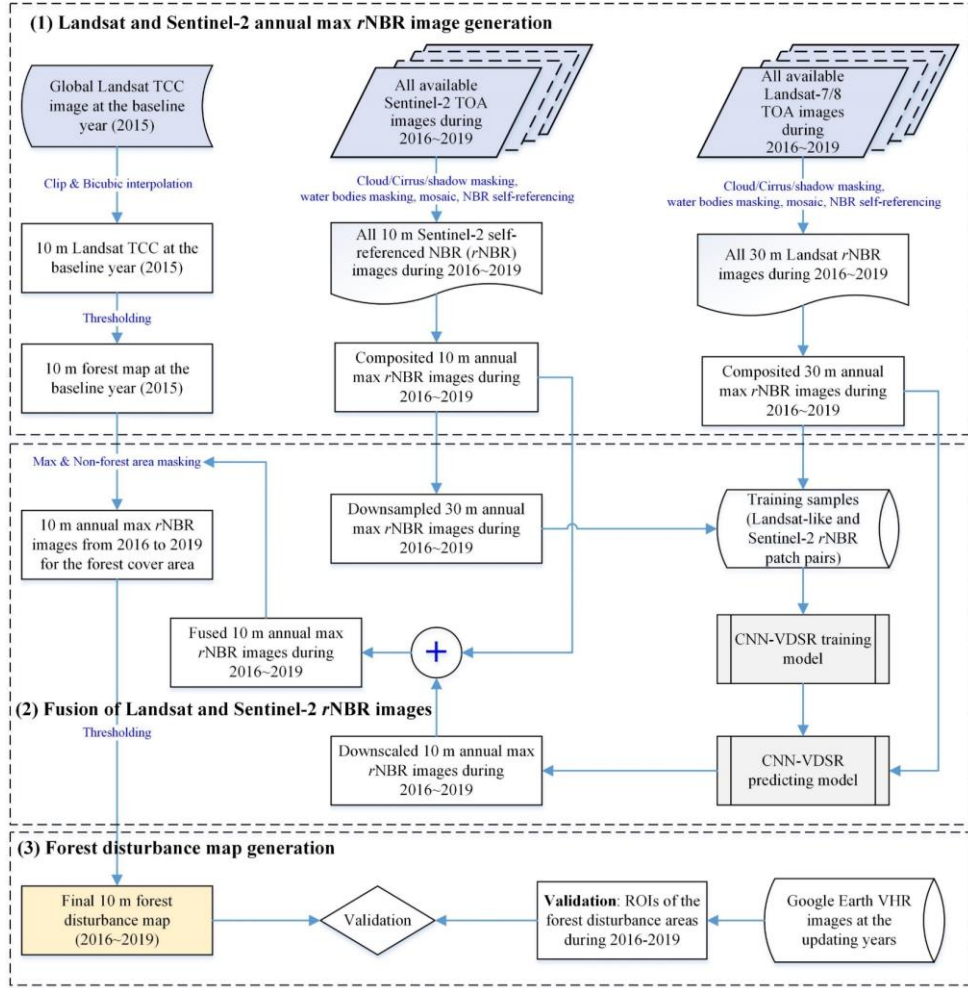 (1) Landsat and Sentinel-2 annual max rNBR image generation
Global Landsat TCC
image at the baseline
year (2015)
All available
Sentinel-2 TOA
images during
2016~2019
All available
Landsat-7/8
TOA images
during
2016~2019
Clip & Bicubic interpolation
Cloud/Cirrus/shadow masking,
water bodies masking, mosaic, NBR self-referencing
Cloud/Cirrus/shadow masking,
water bodies masking, mosaic, NBR self-referencing
10 m Landsat TCC at the
baseline year (2015)
All 10 m Sentinel-2 self-
referenced NBR (rNBR)
images during 2016~2019
All 30 m Landsat rNBR
images during 2016~2019
Thresholding
10 m forest map at the
baseline year (2015)
Composited 10 m annual
max rNBR images during
2016~2019
Composited 30 m annual
max rNBR images during
2016~2019
Max & Non-forest area masking
10 m annual max rNBR
images from 2016 to 2019
for the forest cover area
Downsampled 30 m annual
max rNBR images during
2016~2019
Training samples
(Landsat-like and
Sentinel-2 rNBR
patch pairs)
Fused 10 m annual max
rNBR images during
2016~2019
+
CNN-VDSR training
model
(2) Fusion of Landsat and Sentinel-2 rNBR images
Thresholding
Downscaled 10 m annual max
rNBR images during
2016~2019
CNN-VDSR
predicting model
(3) Forest disturbance map generation
Final 10 m forest
disturbance map
(2016~2019)
Validation
Validation: ROIs of the
forest disturbance areas
during 2016-2019
Google Earth VHR
images at the
updating years